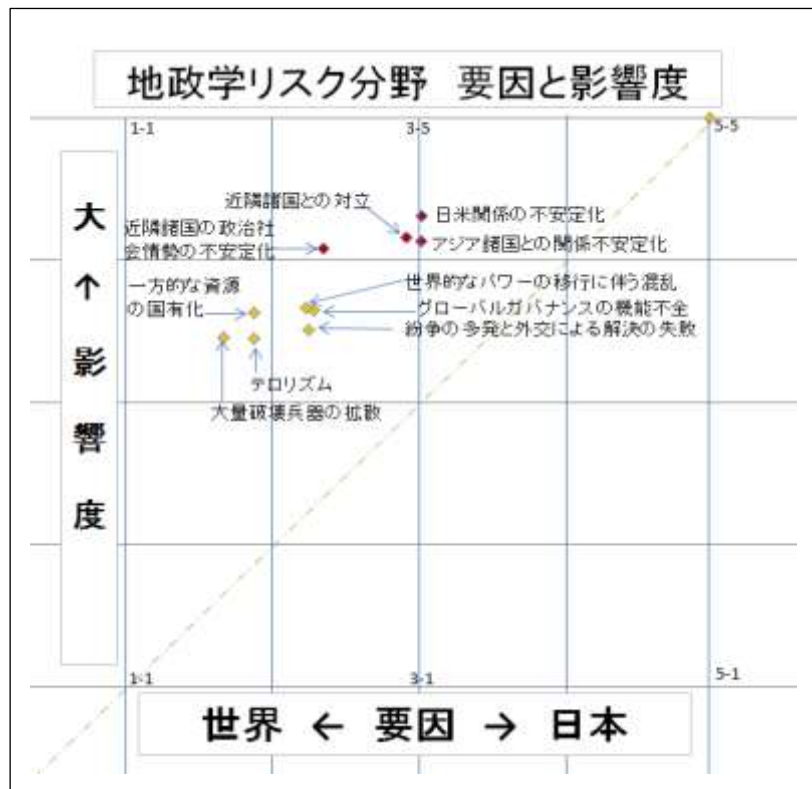 地政学リスク分野 要因と影響度
1-1
3-5
5-5
大↑影響度
近隣諸国との対立
日米関係の不安定化
近隣諸国の政治社
会情勢の不安定化
アジア諸国との関係不安定化
一方的な資源
の国有化
世界的なパワーの移行に伴う混乱
グローバルガバナンスの機能不全
紛争の多発と外交による解決の失敗
テロリズム
大量破壊兵器の拡散
1-1
3-1
5-1
世界 ← 要因 → 日本